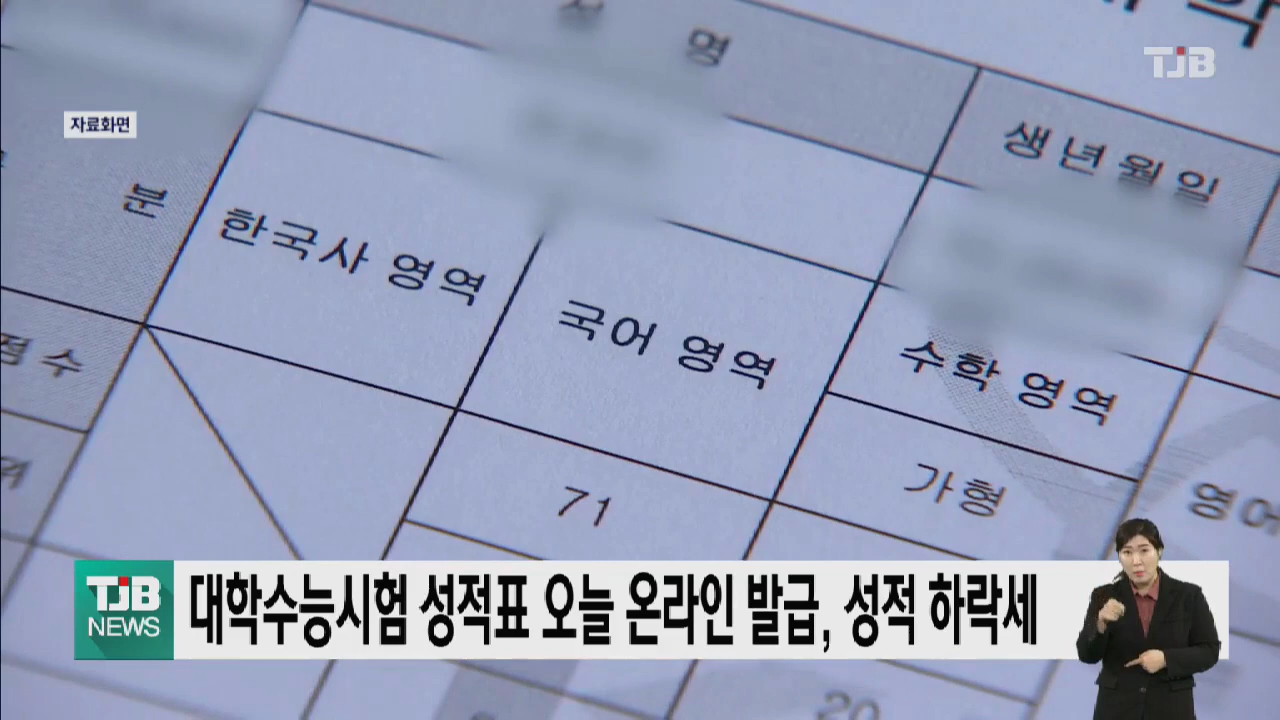 명
TJB
생년월일
자료화면
분
한국사 영역
국어 영역
수학 영역
점수
가형
영어
71
TJB
NEWS
대학수능시험 성적표 오늘 온라인 발급, 성적 하락세
20